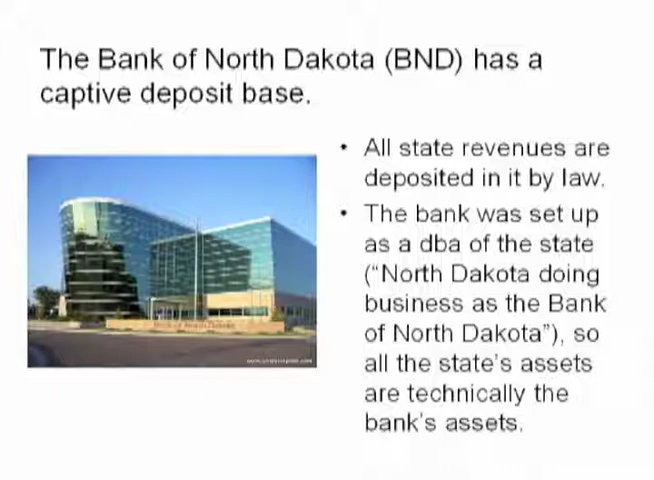 The Bank of North Dakota (BND) has a
captive deposit base.
• All state revenues are
deposited in it by law.
• The bank was set up
as a dba of the state
(“North Dakota doing
business as the Bank
of North Dakota”), so
all the state’s assets
are technically the
bank’s assets.